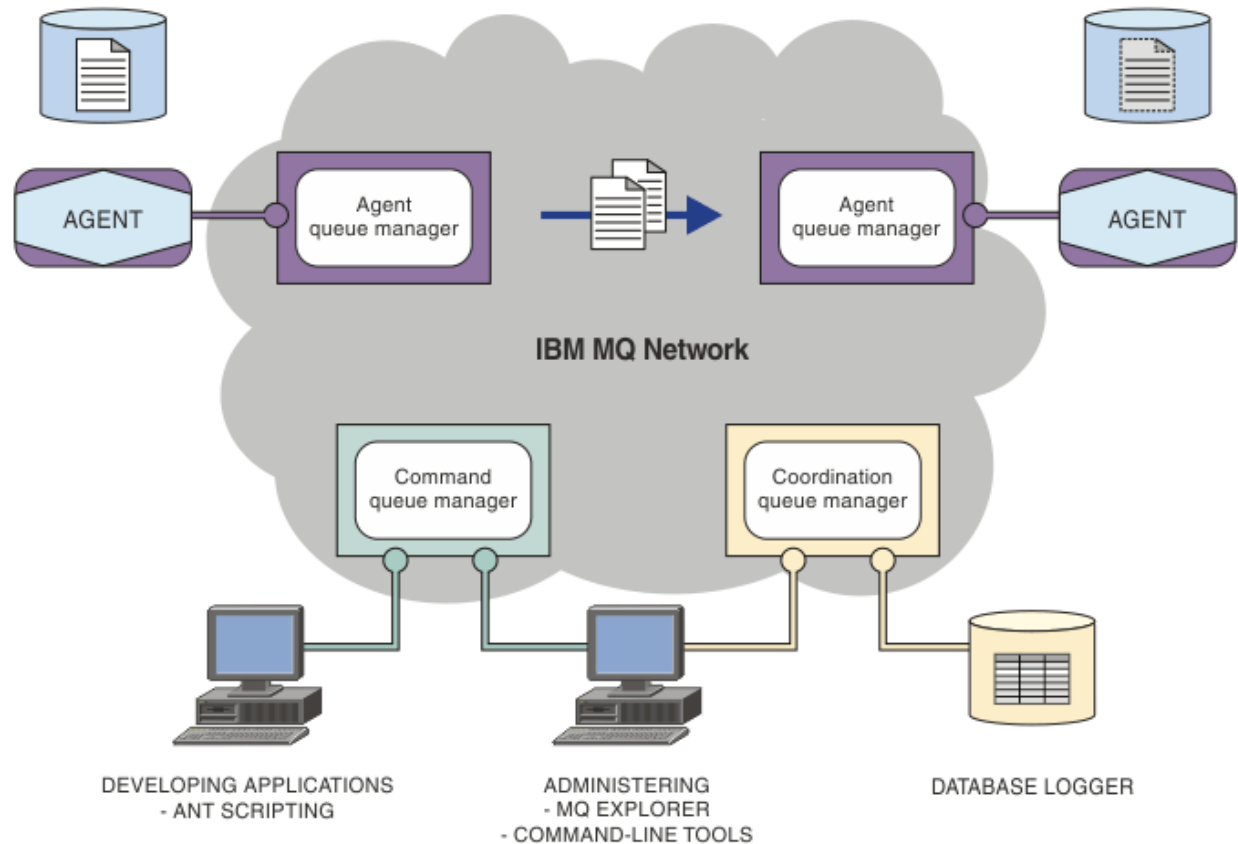 AGENT
Agent
queue manager
Agent
queue manager
AGENT
IBM MQ Network
Command
queue manager
Coordination
queue manager
DEVELOPING APPLICATIONS
- ANT SCRIPTING
ADMINISTERING
- MQ EXPLORER
- COMMAND-LINE TOOLS
DATABASE LOGGER